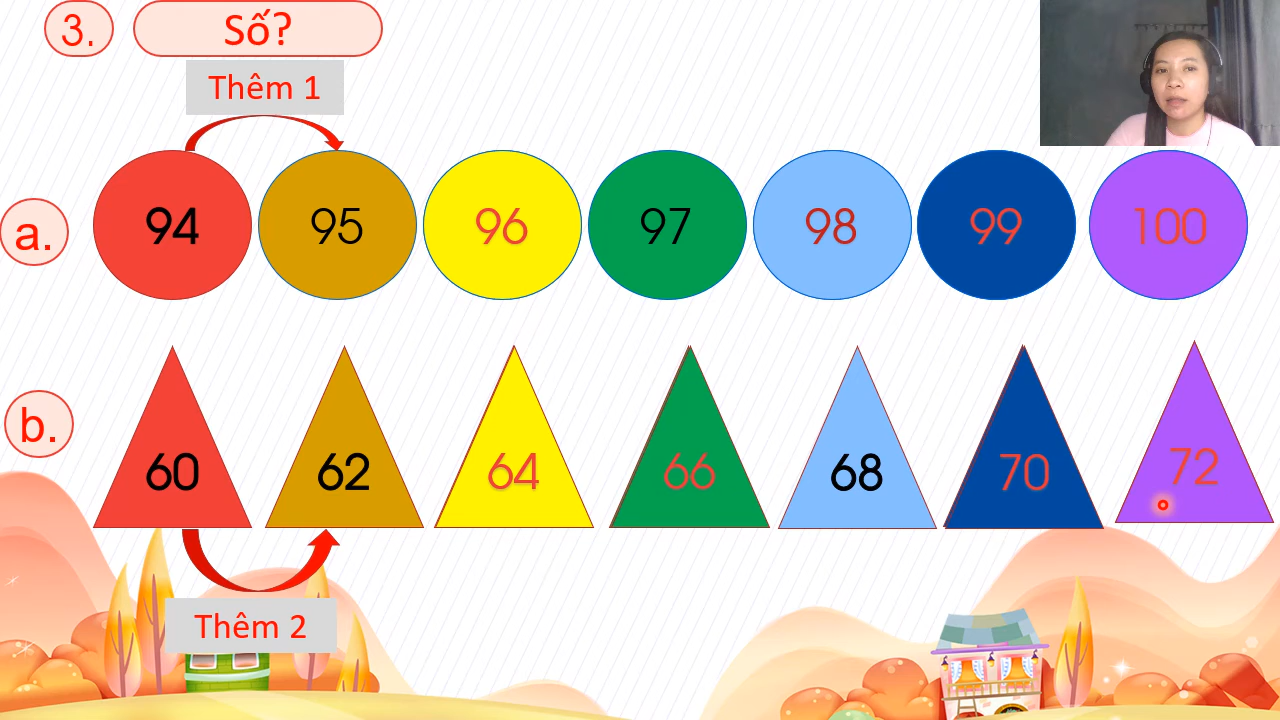 3. Số?
Thêm 1
a. 94 95 96 97 98 99 100
b. 60 62 64 66 68 70 72
Thêm 2